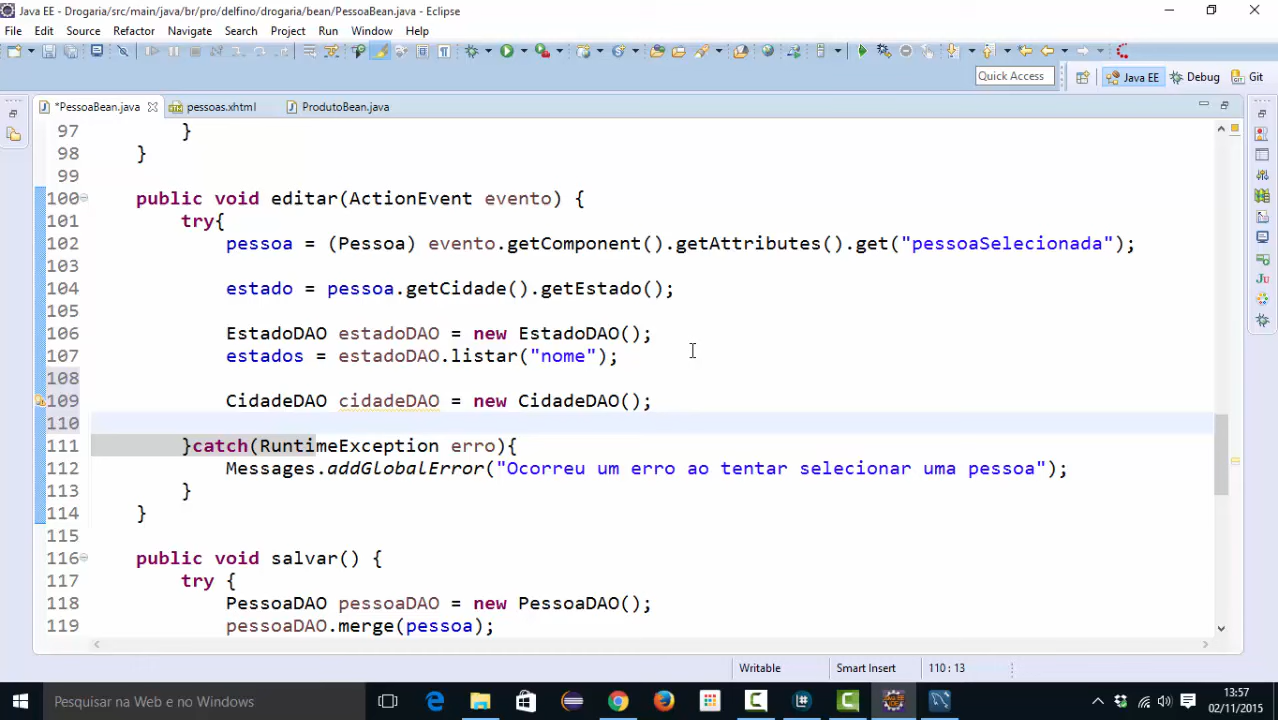 Java EE - Drogaria/src/main/java/br/pro/delfino/drogaria/bean/PessoaBean.java - Eclipse
File Edit Source Refactor Navigate Search Project Run Window Help
Quick Access Java EE Debug Git
*PessoaBean.java pessoas.xhtml ProdutoBean.java
97 }
98 }
99
100 public void editar(ActionEvent evento) {
101 try{
102 pessoa = (Pessoa) evento.getComponent().getAttributes().get("pessoaSelecionada");
103
104 estado = pessoa.getCidade().getEstado();
105
106 EstadoDAO estadoDAO = new EstadoDAO();
107 estados = estadoDAO.listar("nome");
108
109 CidadeDAO cidadeDAO = new CidadeDAO();
110
111 }catch(RuntimeException erro){
112 Messages.addGlobalError("Ocorreu um erro ao tentar selecionar uma pessoa");
113 }
114 }
115
116 public void salvar() {
117 try {
118 PessoaDAO pessoaDAO = new PessoaDAO();
119 pessoaDAO.merge(pessoa);
Writable Smart Insert 110 : 13
Pesquisar na Web e no Windows
13:57
02/11/2015